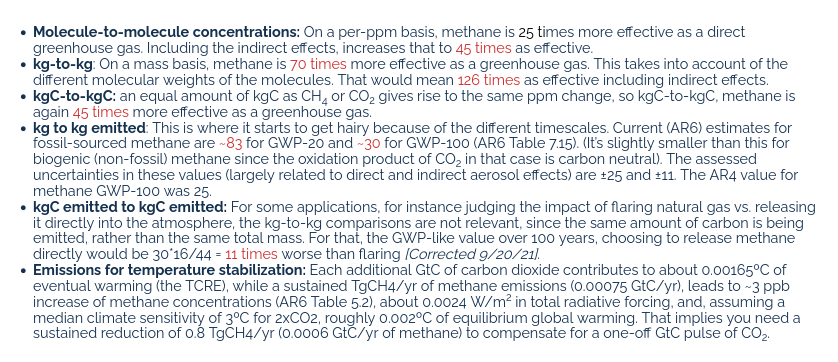 • Molecule-to-molecule concentrations: On a per-ppm basis, methane is 25 times more effective as a direct
greenhouse gas. Including the indirect effects, increases that to 45 times as effective.
• kg-to-kg: On a mass basis, methane is 70 times more effective as a greenhouse gas. This takes into account of the
different molecular weights of the molecules. That would mean 126 times as effective including indirect effects.
• kgC-to-kgC: an equal amount of kgC as CH₄ or CO₂ gives rise to the same ppm change, so kgC-to-kgC, methane is
again 45 times more effective as a greenhouse gas.
• kg to kg emitted: This is where it starts to get hairy because of the different timescales. Current (AR6) estimates for
fossil-sourced methane are ~83 for GWP-20 and ~30 for GWP-100 (AR6 Table 7.15). (It's slightly smaller than this for
biogenic (non-fossil) methane since the oxidation product of CO₂ in that case is carbon neutral). The assessed
uncertainties in these values (largely related to direct and indirect aerosol effects) are ±25 and ±11. The AR4 value for
methane GWP-100 was 25.
• kgC emitted to kgC emitted: For some applications, for instance judging the impact of flaring natural gas vs. releasing
it directly into the atmosphere, the kg-to-kg comparisons are not relevant, since the same amount of carbon is being
emitted, rather than the same total mass. For that, the GWP-like value over 100 years, choosing to release methane
directly would be 30*16/44 = 11 times worse than flaring [Corrected 9/20/21].
• Emissions for temperature stabilization: Each additional GtC of carbon dioxide contributes to about 0.00165ºC of
eventual warming (the TCRE), while a sustained TgCH4/yr of methane emissions (0.00075 GtC/yr), leads to ~3 ppb
increase of methane concentrations (AR6 Table 5.2), about 0.0024 W/m² in total radiative forcing, and, assuming a
median climate sensitivity of 3ºC for 2xCO2, roughly 0.002ºC of equilibrium global warming. That implies you need a
sustained reduction of 0.8 TgCH4/yr (0.0006 GtC/yr of methane) to compensate for a one-off GtC pulse of CO₂.